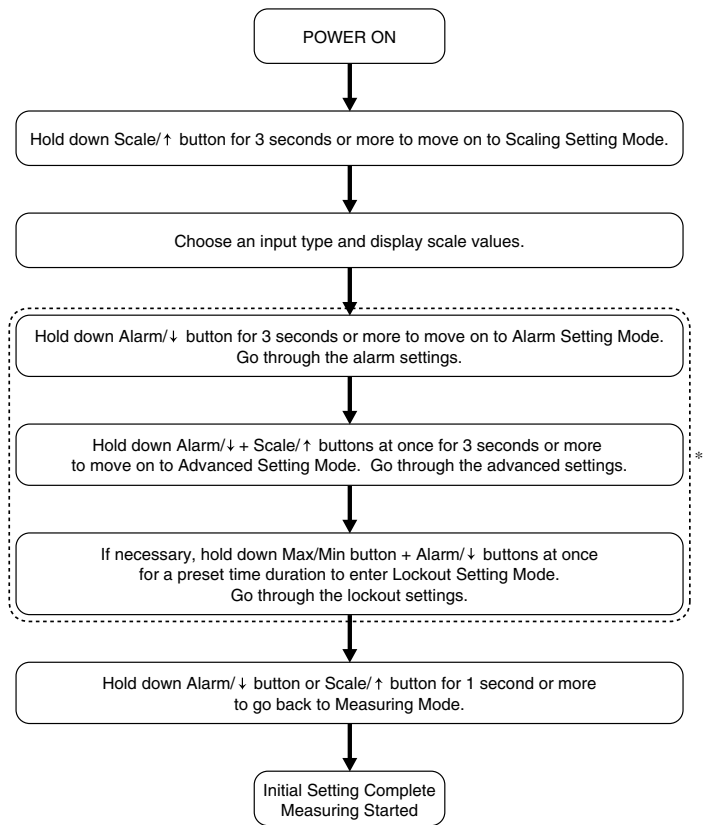 POWER ON
Hold down Scale/↑ button for 3 seconds or more to move on to Scaling Setting Mode.
Choose an input type and display scale values.
Hold down Alarm/↓ button for 3 seconds or more to move on to Alarm Setting Mode.
Go through the alarm settings.
Hold down Alarm/↓ + Scale/↑ buttons at once for 3 seconds or more
to move on to Advanced Setting Mode. Go through the advanced settings.
*
If necessary, hold down Max/Min button + Alarm/↓ buttons at once
for a preset time duration to enter Lockout Setting Mode.
Go through the lockout settings.
Hold down Alarm/↓ button or Scale/↑ button for 1 second or more
to go back to Measuring Mode.
Initial Setting Complete
Measuring Started